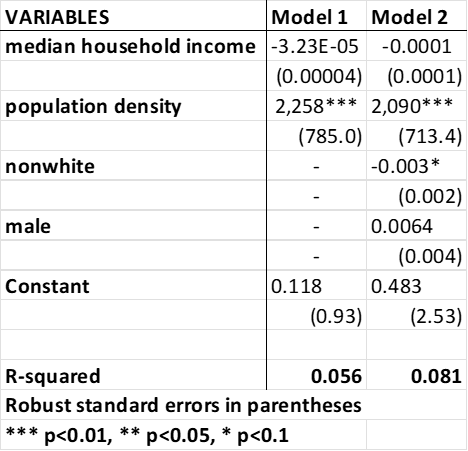 VARIABLES Model 1 Model 2
median household income -3.23E-05 -0.0001
(0.00004) (0.0001)
population density 2,258*** 2,090***
(785.0) (713.4)
nonwhite - -0.003*
- (0.002)
male - 0.0064
- (0.004)
Constant 0.118 0.483
(0.93) (2.53)
R-squared 0.056 0.081
Robust standard errors in parentheses
*** p<0.01, ** p<0.05, * p<0.1